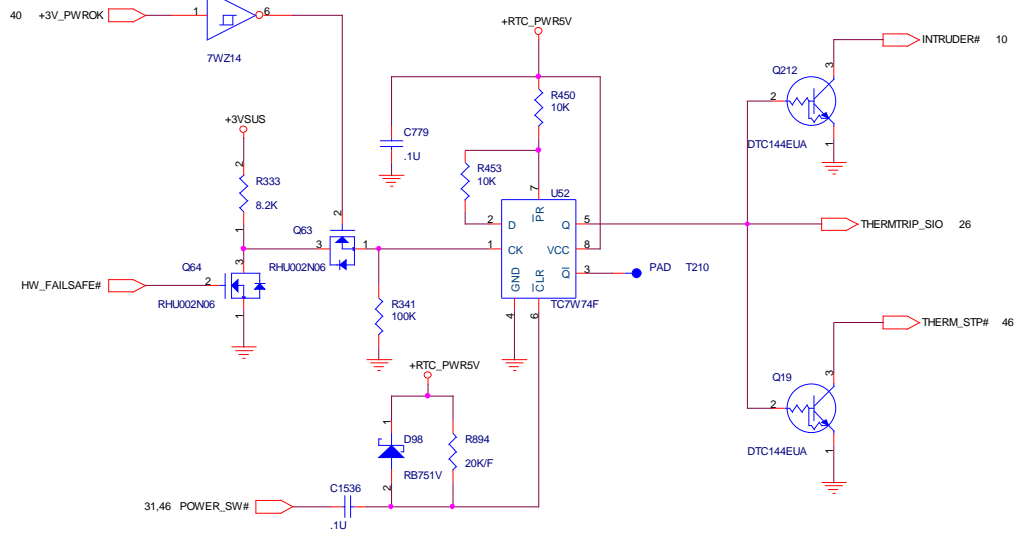 40 +3V_PWROK
1
6
7WZ14
+3VSUS
2
R333
8.2K
1
2
Q63
3
1
RHU002N06
Q64
3
HW_FAILSAFE#
2
RHU002N06
1
R341
100K
+RTC_PWR5V
C779
.1U
R450
10K
R453
10K
7
U52
2
D
PR
Q
5
1
CK
VCC
8
GND
CLR
QI
3
PAD T210
4
6
TC7W74F
+RTC_PWR5V
1
D98
RB751V
2
R894
20K/F
31,46 POWER_SW#
C1536
.1U
INTRUDER# 10
Q212
3
2
DTC144EUA
1
THERMTRIP_SIO 26
THERM_STP# 46
Q19
3
2
DTC144EUA
1